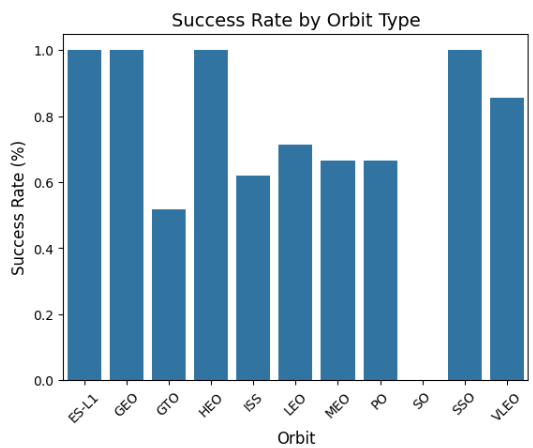 Success Rate by Orbit Type
Success Rate (%)
1.0
0.8
0.6
0.4
0.2
0.0
ES-L1 GEO GTO HEO ISS LEO MEO PO SO SSO VLEO
Orbit